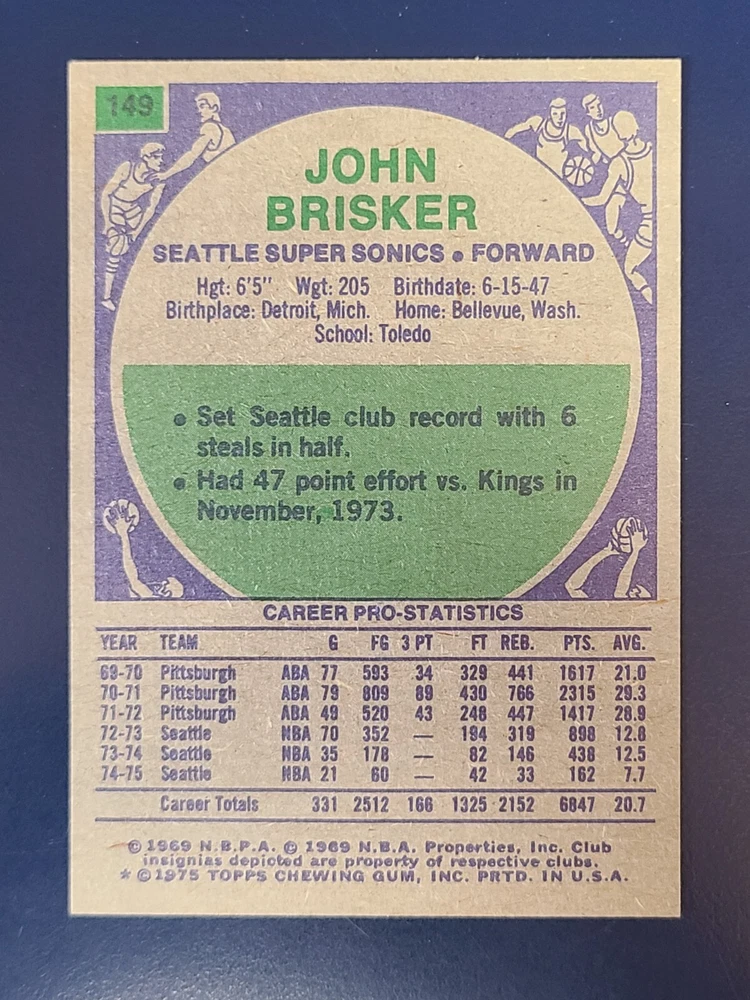 149
JOHN
BRISKER
SEATTLE SUPER SONICS • FORWARD
Hgt: 6'5" Wgt: 205 Birthdate: 6-15-47
Birthplace: Detroit, Mich. Home: Bellevue, Wash.
School: Toledo
• Set Seattle club record with 6
steals in half.
• Had 47 point effort vs. Kings in
November, 1973.
CAREER PRO-STATISTICS
YEAR TEAM G FG 3 PT FT REB. PTS. AVG.
69-70 Pittsburgh ABA 77 593 34 329 441 1617 21.0
70-71 Pittsburgh ABA 79 809 89 430 766 2315 29.3
71-72 Pittsburgh ABA 49 520 43 248 447 1417 28.9
72-73 Seattle NBA 70 352 — 194 319 898 12.8
73-74 Seattle NBA 35 178 — 82 146 438 12.5
74-75 Seattle NBA 21 60 — 42 33 162 7.7
Career Totals 331 2512 166 1325 2152 6847 20.7
© 1969 N.B.P.A. © 1969 N.B.A. Properties, Inc. Club
insignias depicted are property of respective clubs.
* © 1975 TOPPS CHEWING GUM, INC. PRTD. IN U.S.A.